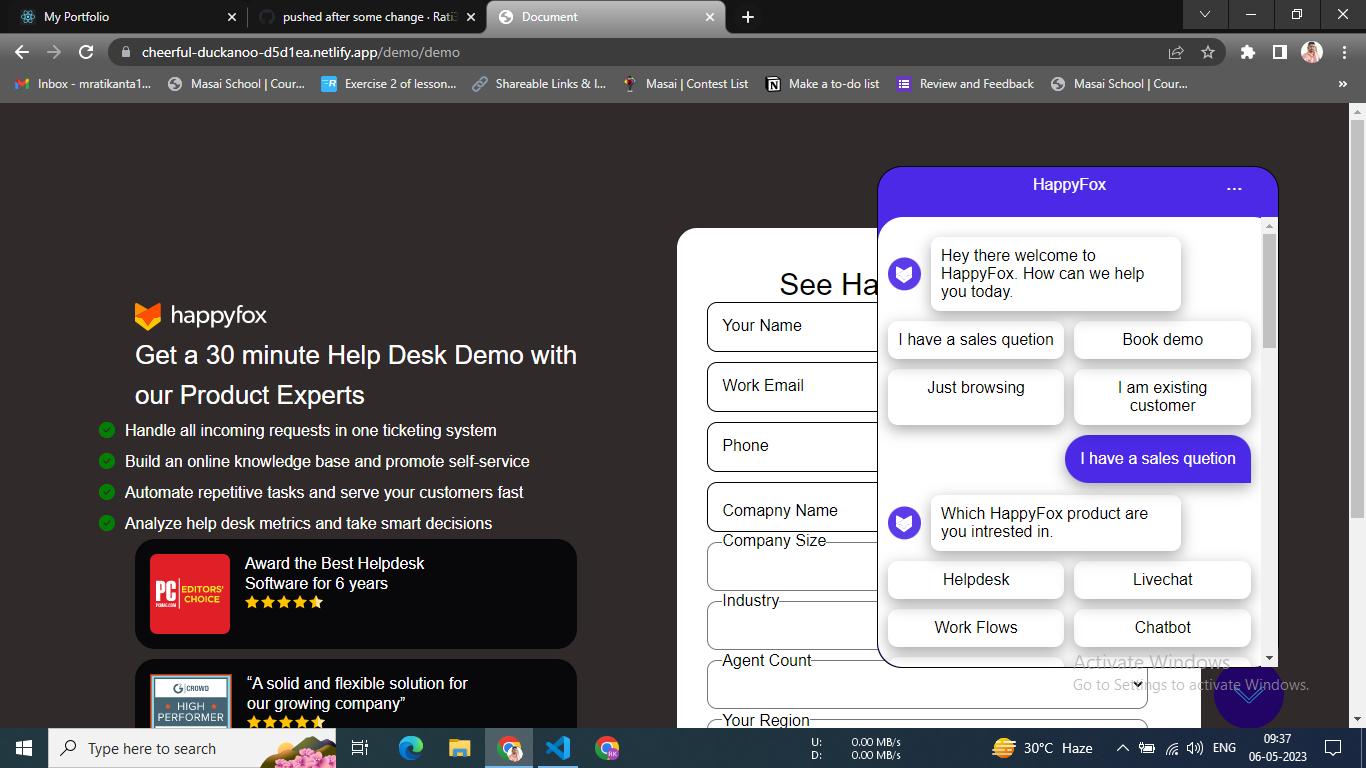 My Portfolio
pushed after some change · Rati3
Document
cheerful-duckanoo-d5d1ea.netlify.app/demo/demo
Inbox - mratikanta1...
Masai School | Cour...
Exercise 2 of lesson...
Shareable Links & I...
Masai | Contest List
Make a to-do list
Review and Feedback
Masai School | Cour...
»
happyfox
Get a 30 minute Help Desk Demo with
our Product Experts
Handle all incoming requests in one ticketing system
Build an online knowledge base and promote self-service
Automate repetitive tasks and serve your customers fast
Analyze help desk metrics and take smart decisions
PC
PCMAG.COM
EDITORS'
CHOICE
Award the Best Helpdesk
Software for 6 years
G CROWD
HIGH
PERFORMER
“A solid and flexible solution for
our growing company”
See Ha
Your Name
Work Email
Phone
Comapny Name
Company Size
Industry
Agent Count
Your Region
HappyFox
...
Hey there welcome to
HappyFox. How can we help
you today.
I have a sales quetion
Book demo
Just browsing
I am existing
customer
I have a sales quetion
Which HappyFox product are
you intrested in.
Helpdesk
Livechat
Work Flows
Chatbot
Activate Windows
Go to Settings to activate Windows.
Type here to search
U: 0.00 MB/s
D: 0.00 MB/s
30°C Haze
ENG
09:37
06-05-2023